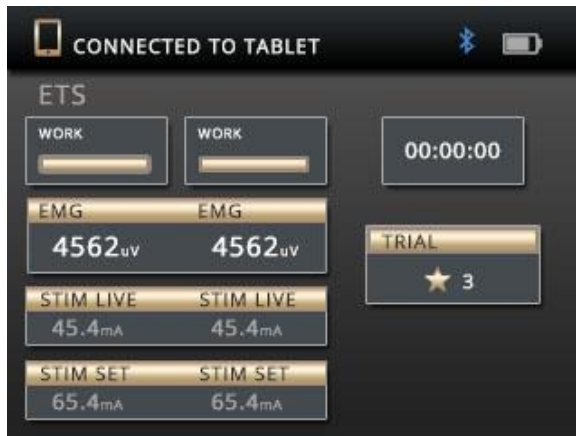 CONNECTED TO TABLET
ETS
WORK WORK
00:00:00
EMG EMG
4562uV 4562uV
TRIAL
3
STIM LIVE STIM LIVE
45.4mA 45.4mA
STIM SET STIM SET
65.4mA 65.4mA